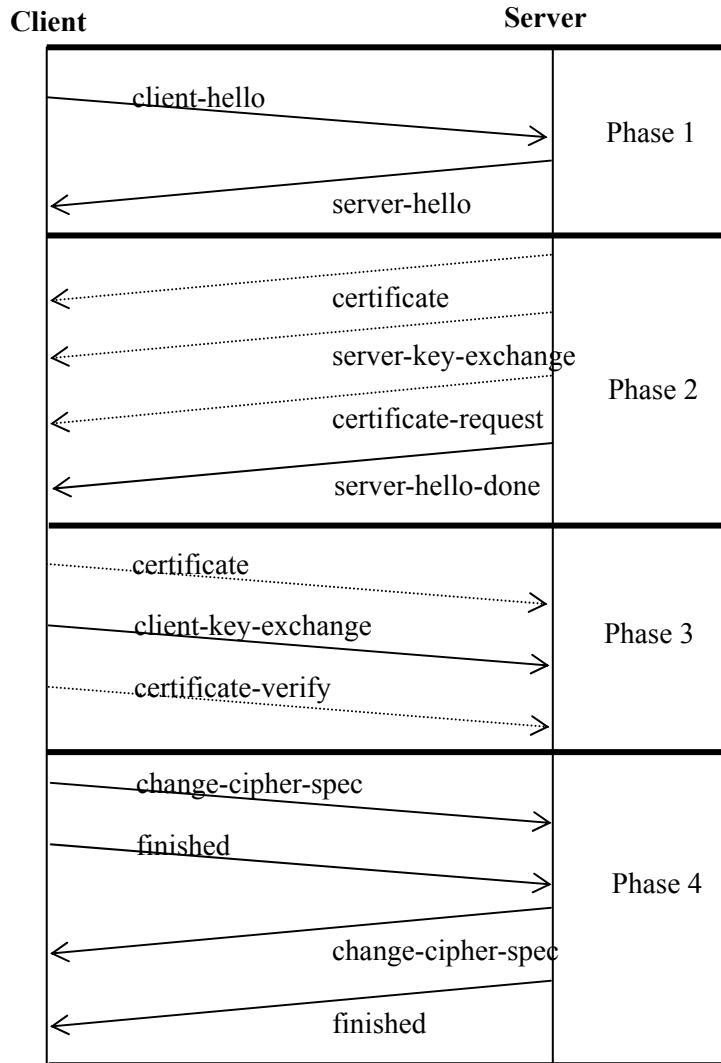 Client Server
client-hello
Phase 1
server-hello
certificate
server-key-exchange
Phase 2
certificate-request
server-hello-done
certificate
client-key-exchange
Phase 3
certificate-verify
change-cipher-spec
finished
Phase 4
change-cipher-spec
finished